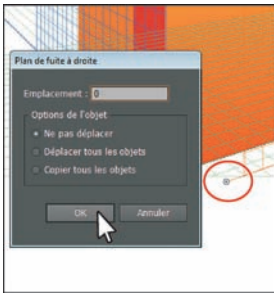 Plan de fuite à droite
Emplacement : 0
Options de l'objet
Ne pas déplacer
Déplacer tous les objets
Copier tous les objets
OK
Annuler